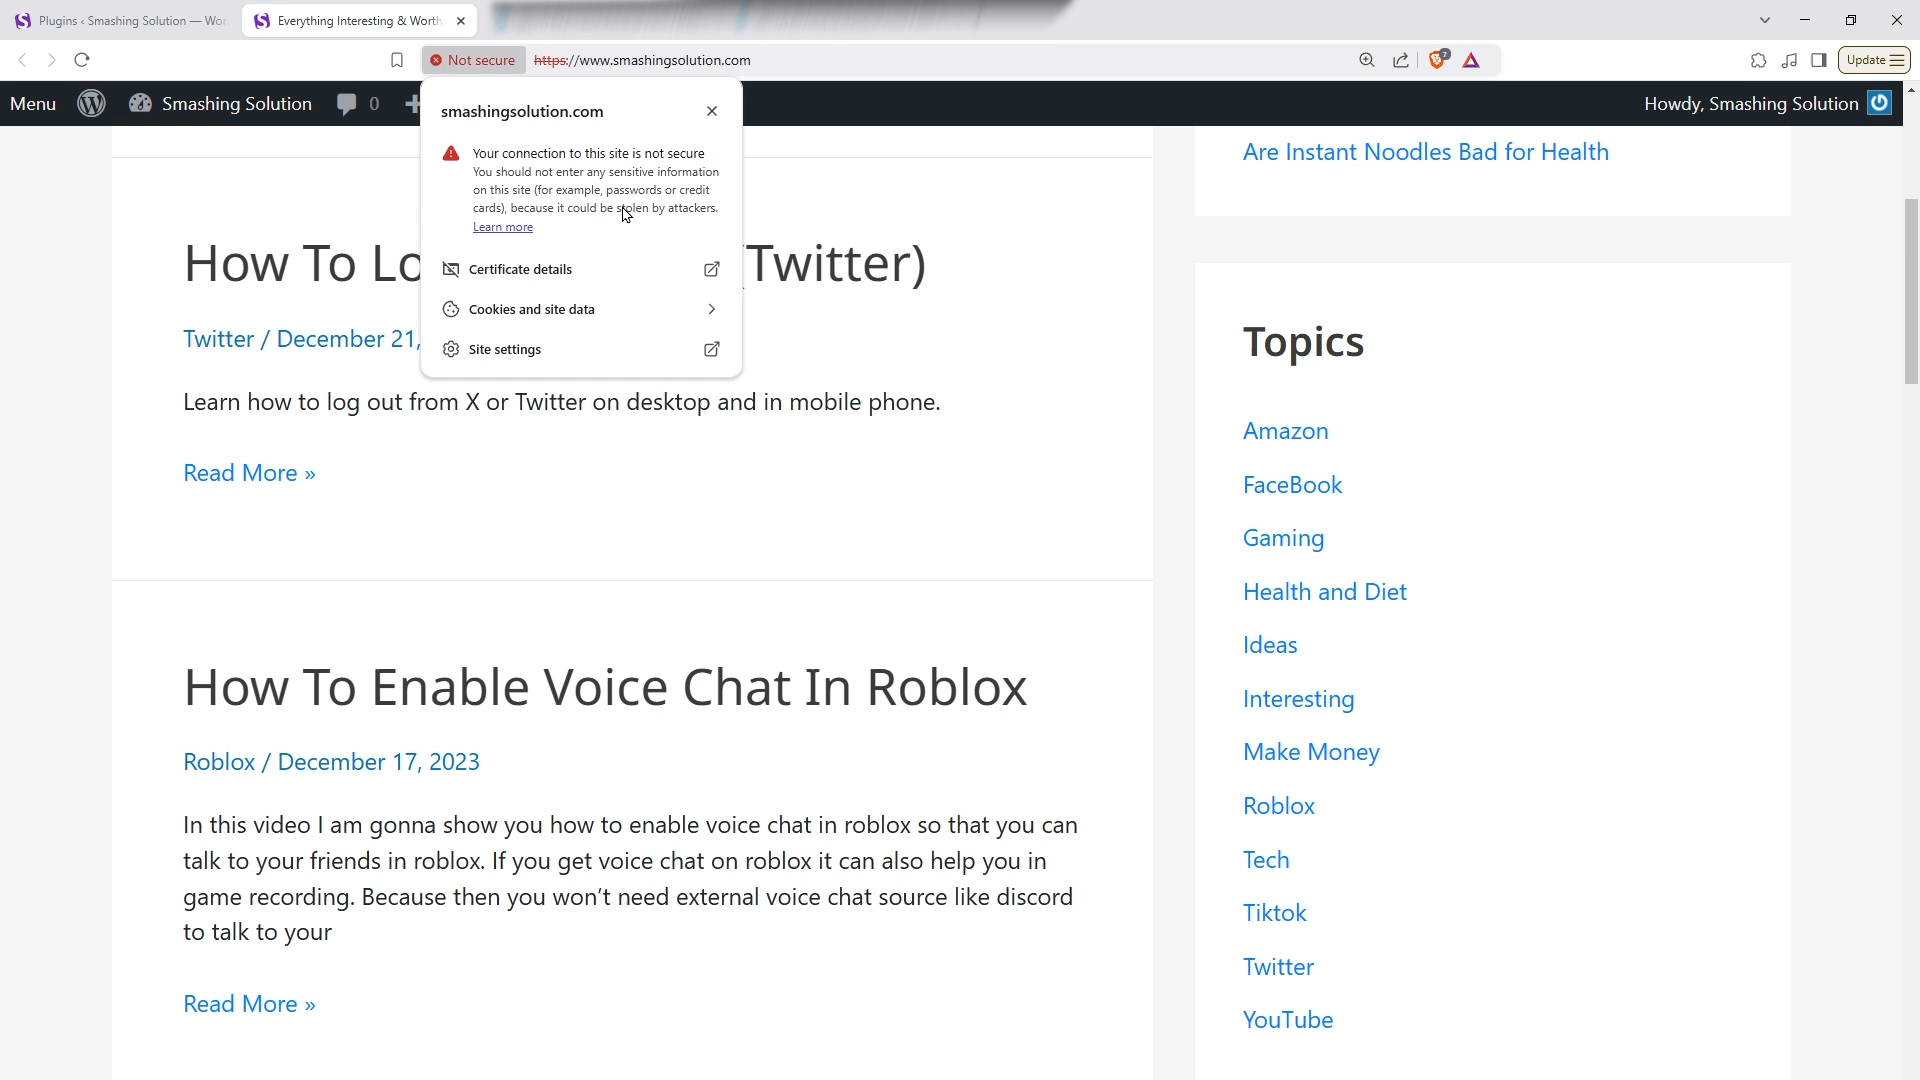 Plugins ‹ Smashing Solution — Wor
Everything Interesting & Worth
Not secure
https://www.smashingsolution.com
7
Update
Menu
Smashing Solution
0
Howdy, Smashing Solution
smashingsolution.com
Your connection to this site is not secure
You should not enter any sensitive information
on this site (for example, passwords or credit
cards), because it could be stolen by attackers.
Learn more
Certificate details
Cookies and site data
Site settings
How To Lo
(Twitter)
Twitter / December 21,
Learn how to log out from X or Twitter on desktop and in mobile phone.
Read More »
How To Enable Voice Chat In Roblox
Roblox / December 17, 2023
In this video I am gonna show you how to enable voice chat in roblox so that you can
talk to your friends in roblox. If you get voice chat on roblox it can also help you in
game recording. Because then you won't need external voice chat source like discord
to talk to your
Read More »
Are Instant Noodles Bad for Health
Topics
Amazon
FaceBook
Gaming
Health and Diet
Ideas
Interesting
Make Money
Roblox
Tech
Tiktok
Twitter
YouTube